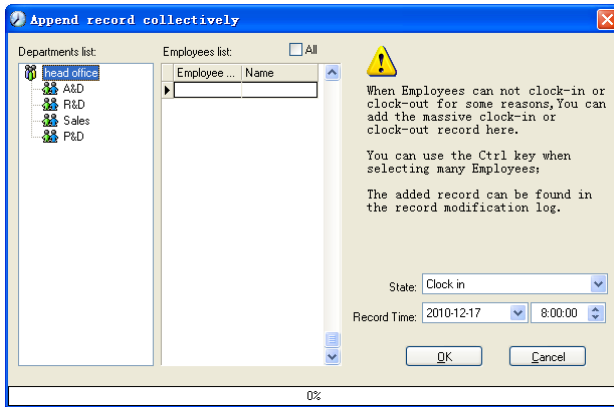 Append record collectively
Departments list:
head office
A&D
R&D
Sales
P&D
Employees list:
All
Employee ... Name
When Employees can not clock-in or
clock-out for some reasons,You can
add the massive clock-in or
clock-out record here.
You can use the Ctrl key when
selecting many Employees;
The added record can be found in
the record modification log.
State: Clock in
Record Time: 2010-12-17 8:00:00
OK Cancel
0%